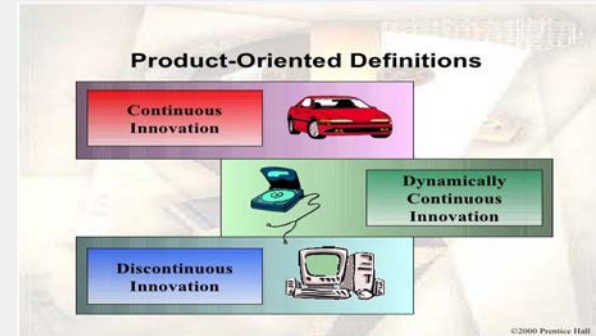 Product-Oriented Definitions
Continuous
Innovation
Dynamically
Continuous
Innovation
Discontinuous
Innovation
©2000 Prentice Hall